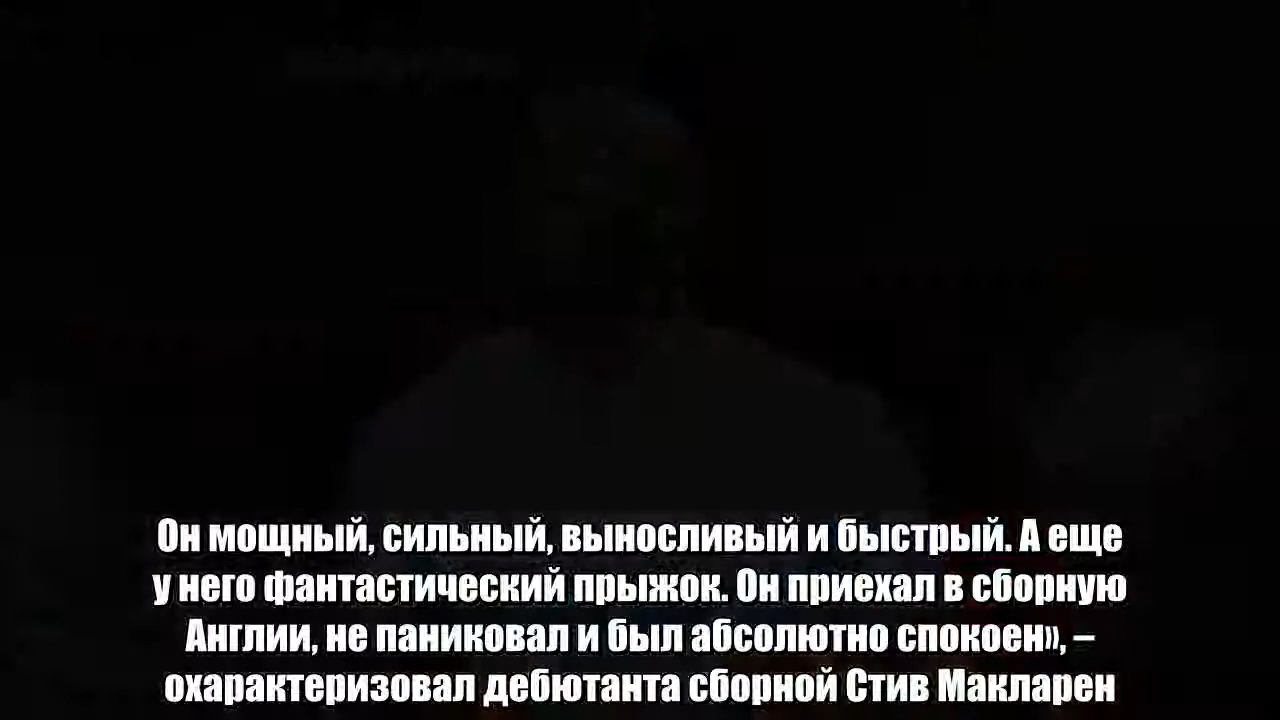 Он мощный, сильный, выносливый и быстрый. А еще
у него фантастический прыжок. Он приехал в сборную
Англии, не паниковал и был абсолютно спокоен», –
охарактеризовал дебютанта сборной Стив Макларен